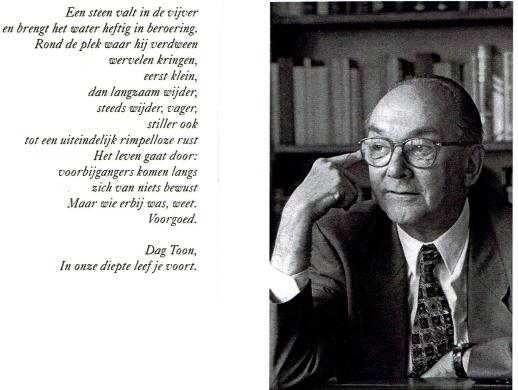 Een steen valt in de vijver
en brengt het water heftig in beroering.
Rond de plek waar hij verdween
wervelen kringen,
eerst klein,
dan langzaam wijder,
steeds wijder, vager,
stiller ook
tot een uiteindelijk rimpelloze rust
Het leven gaat door:
voorbijgangers komen langs
zich van niets bewust
Maar wie erbij was, weet.
Voorgoed.
Dag Toon,
In onze diepte leef je voort.